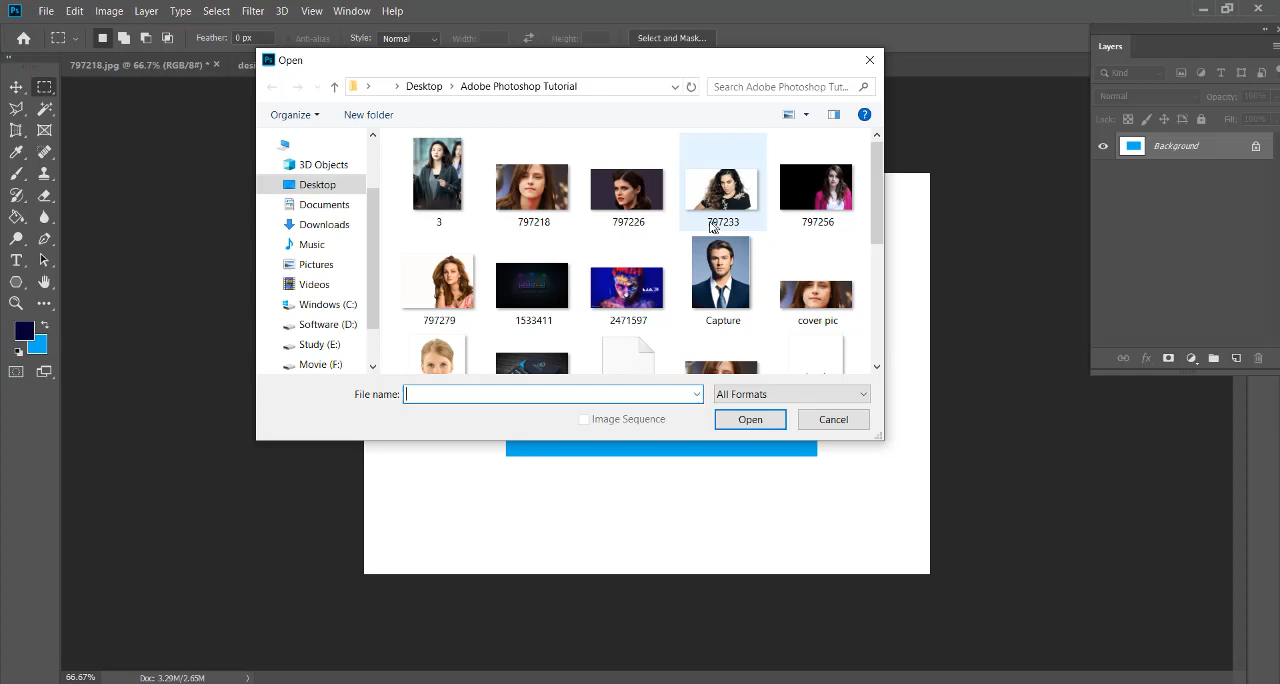 Ps File Edit Image Layer Type Select Filter 3D View Window Help
Feather: 0 px Anti-alias Style: Normal Width: Height: Select and Mask...
797218.jpg @ 66.7% (RGB/8#) * ×
Open
Desktop > Adobe Photoshop Tutorial
Search Adobe Photoshop Tut...
Organize New folder
3D Objects
Desktop
Documents
Downloads
Music
Pictures
Videos
Windows (C:)
Software (D:)
Study (E:)
Movie (F:)
3 797218 797226 797233 797256
797279 1533411 2471597 Capture cover pic
File name: All Formats
Image Sequence Open Cancel
Layers
Kind
Normal Opacity: 100%
Lock: Fill: 100%
Background
66.67% Doc: 3.29M/2.65M